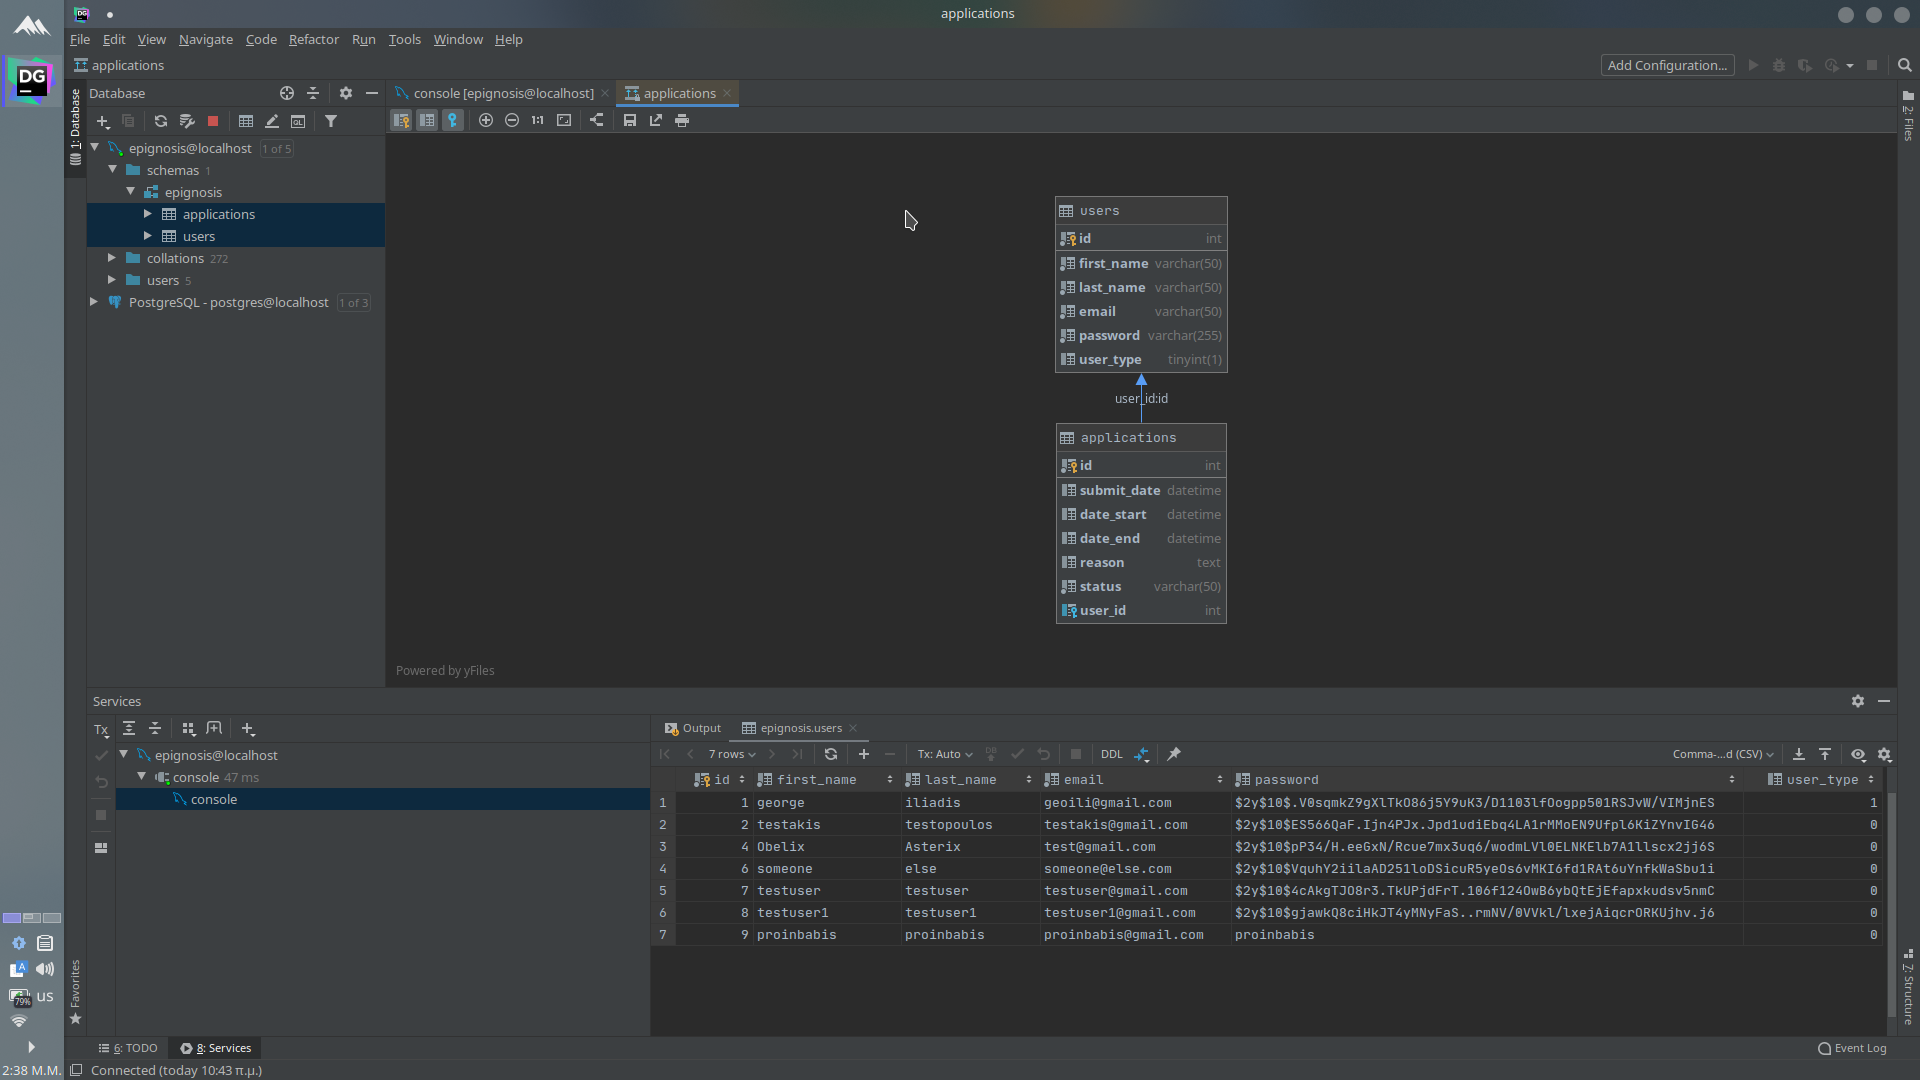 applications
File Edit View Navigate Code Refactor Run Tools Window Help
applications
Add Configuration...
DG
1: Database
Database
console [epignosis@localhost]
applications
1:1
QL
epignosis@localhost 1 of 5
schemas 1
epignosis
applications
users
collations 272
users 5
PostgreSQL - postgres@localhost 1 of 3
users
id int
first_name varchar(50)
last_name varchar(50)
email varchar(50)
password varchar(255)
user_type tinyint(1)
user_id:id
applications
id int
submit_date datetime
date_start datetime
date_end datetime
reason text
status varchar(50)
user_id int
Powered by yFiles
2: Files
7: Structure
Favorites
Services
Tx
epignosis@localhost
console 47 ms
console
Output
epignosis.users
7 rows
Tx: Auto
DB
DDL
Comma-...d (CSV)
id first_name last_name email password user_type
1 1 george iliadis geoili@gmail.com $2y$10$.V0sqmkZ9gXlTkO86j5Y9uK3/D1103lfOogpp501RSJvW/VIMjnES 1
2 2 testakis testopoulos testakis@gmail.com $2y$10$ES566QaF.Ijn4PJx.Jpd1udiEbq4LA1rMMoEN9Ufpl6KiZYnvIG46 0
3 4 Obelix Asterix test@gmail.com $2y$10$pP34/H.eeGxN/Rcue7mx3uq6/wodmLVl0ELNKElb7A1llscx2jj6S 0
4 6 someone else someone@else.com $2y$10$VquhY2iilaAD251loDSicuR5yeOs6vMKI6fd1RAt6uYnfkWaSbu1i 0
5 7 testuser testuser testuser@gmail.com $2y$10$4cAkgTJO8r3.TkUPjdFrT.106f124OwB6ybQtEjEfapxkudsv5nmC 0
6 8 testuser1 testuser1 testuser1@gmail.com $2y$10$gjawkQ8ciHkJT4yMNyFaS..rmNV/0VVkl/lxejAiqcrORKUjhv.j6 0
7 9 proinbabis proinbabis proinbabis@gmail.com proinbabis 0
A
79%
us
6: TODO
8: Services
Event Log
2:38 Μ.Μ.
Connected (today 10:43 π.μ.)